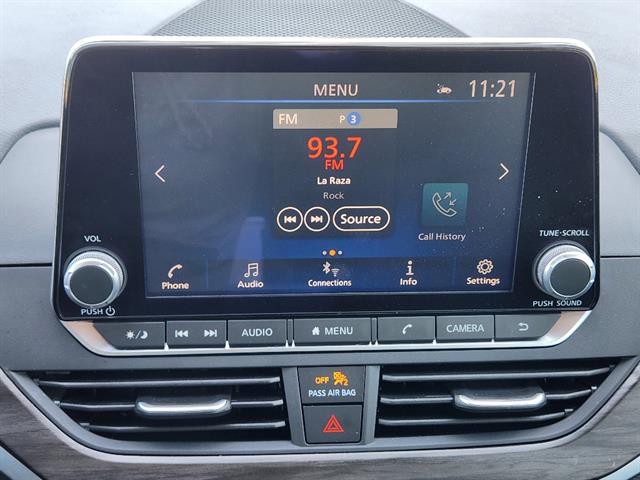 MENU
11:21
FM P 3
93.7
FM
La Raza
Rock
Source
Call History
VOL
TUNE·SCROLL
Phone
Audio
Connections
Info
Settings
PUSH
PUSH SOUND
AUDIO
MENU
CAMERA
OFF 2
PASS AIR BAG